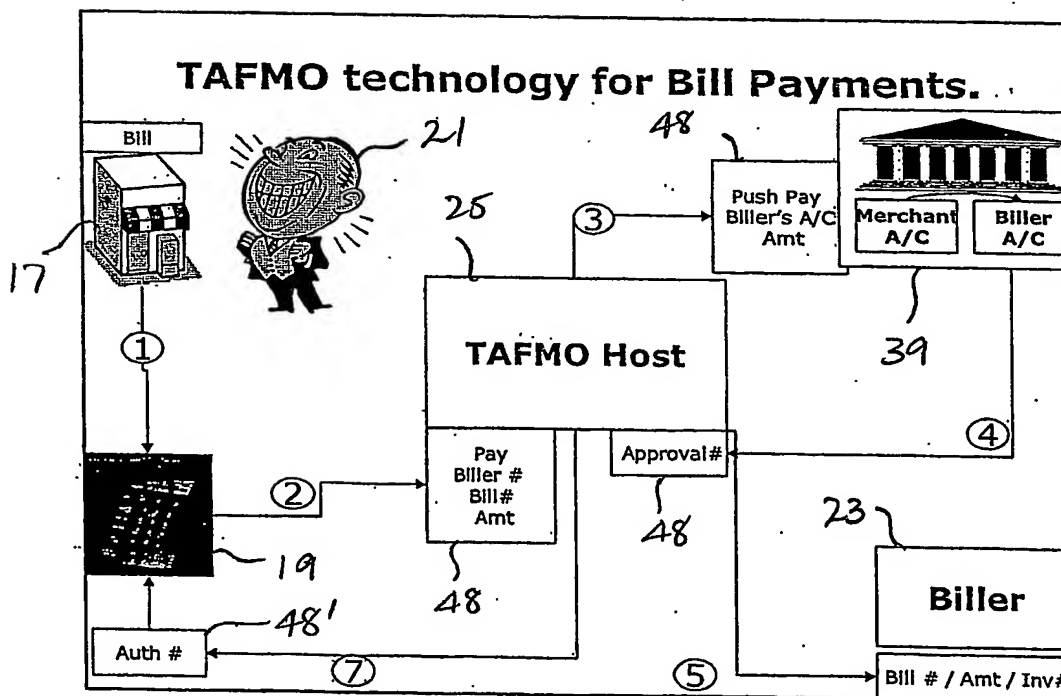 TAFMO technology for Bill Payments.
Bill
21
48
17
25
3
Push Pay
Biller's A/C
Amt
Merchant
A/C
Biller
A/C
39
1
TAFMO Host
4
Pay
Biller #
Bill#
Amt
Approval#
2
19
48
48
23
Biller
48'
Auth #
7
5
Bill # / Amt / Inv#